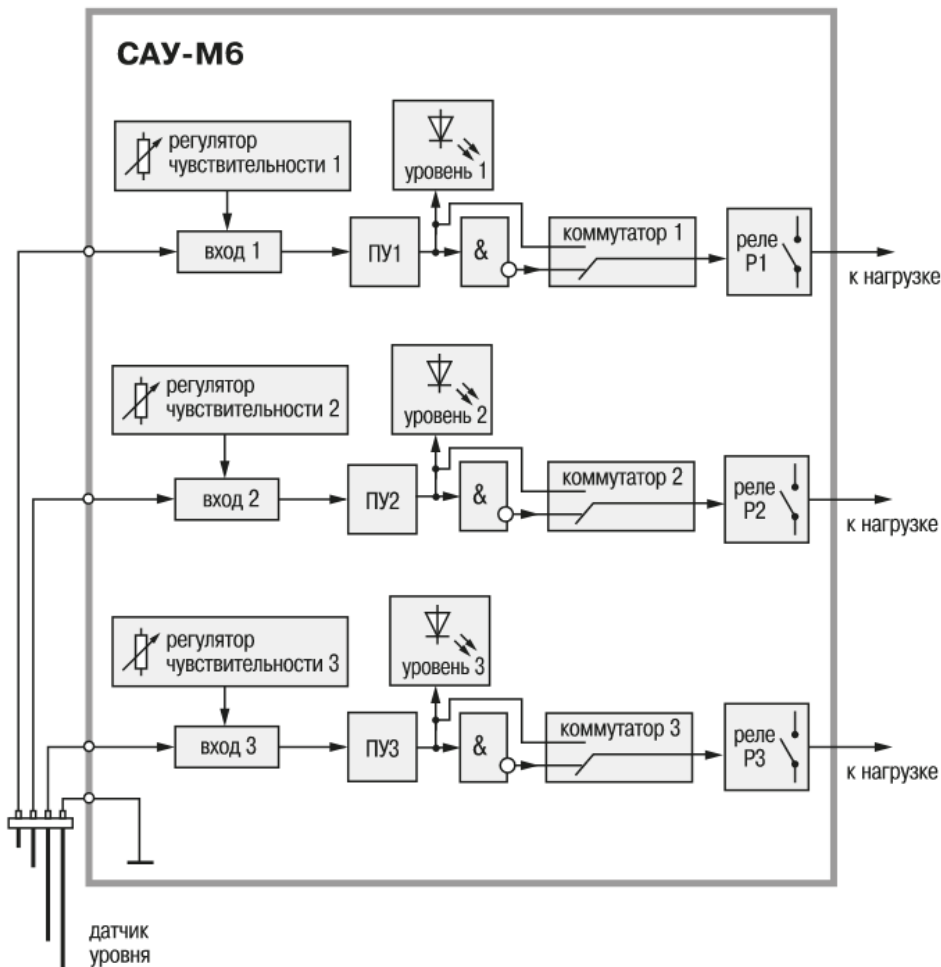 САУ-М6
регулятор
чувствительности 1
уровень 1
вход 1
ПУ1
&
коммутатор 1
реле
Р1
к нагрузке
регулятор
чувствительности 2
уровень 2
вход 2
ПУ2
&
коммутатор 2
реле
Р2
к нагрузке
регулятор
чувствительности 3
уровень 3
вход 3
ПУ3
&
коммутатор 3
реле
Р3
к нагрузке
датчик
уровня